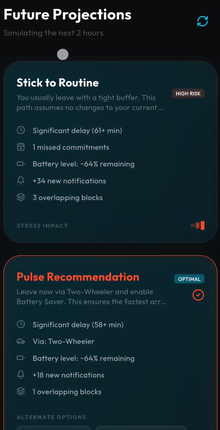 Future Projections
Simulating the next 2 hours
Stick to Routine
You usually leave with a tight buffer. This
path assumes no changes to your current ...
HIGH RISK
Significant delay (61+ min)
1 missed commitments
Battery level: ~64% remaining
+34 new notifications
3 overlapping blocks
STRESS IMPACT
Pulse Recommendation
Leave now via Two-Wheeler and enable
Battery Saver. This ensures the fastest arr...
OPTIMAL
Significant delay (58+ min)
Via: Two-Wheeler
Battery level: ~64% remaining
+18 new notifications
1 overlapping blocks
ALTERNATE OPTIONS